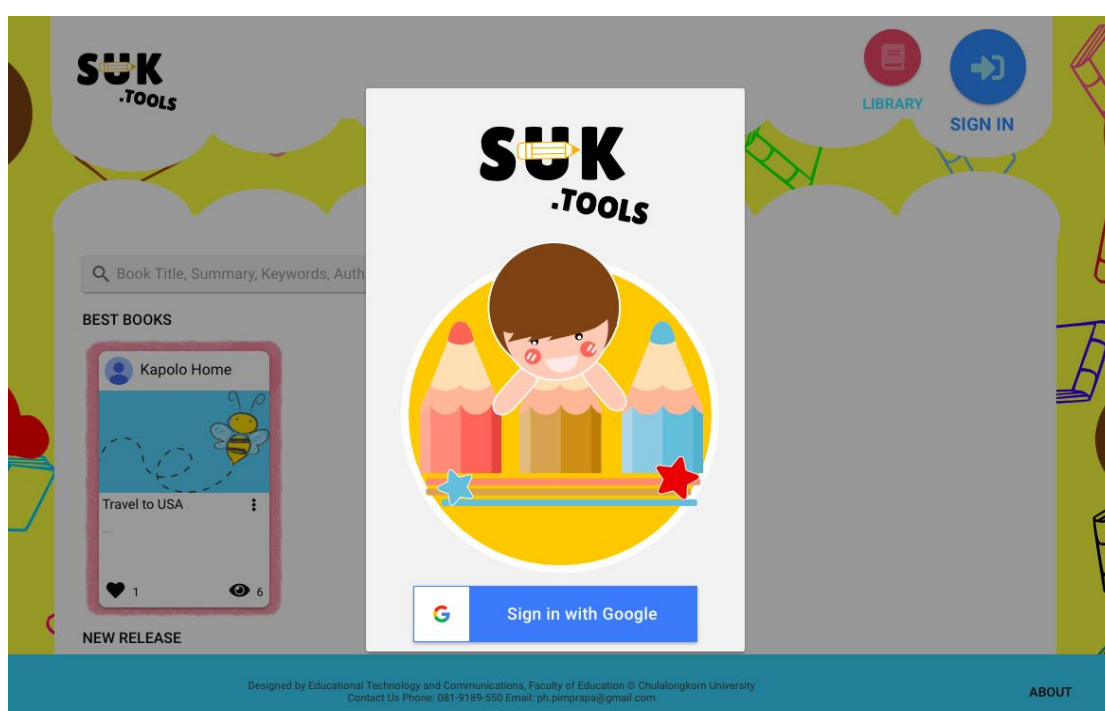 SUK
.TOOLS
LIBRARY
SIGN IN
SUK
.TOOLS
Book Title, Summary, Keywords, Auth
BEST BOOKS
Kapolo Home
Travel to USA
...
1
6
Sign in with Google
NEW RELEASE
Designed by Educational Technology and Communications, Faculty of Education © Chulalongkorn University
Contact Us Phone: 081-9189-550 Email: ph.pimprapa@gmail.com
ABOUT